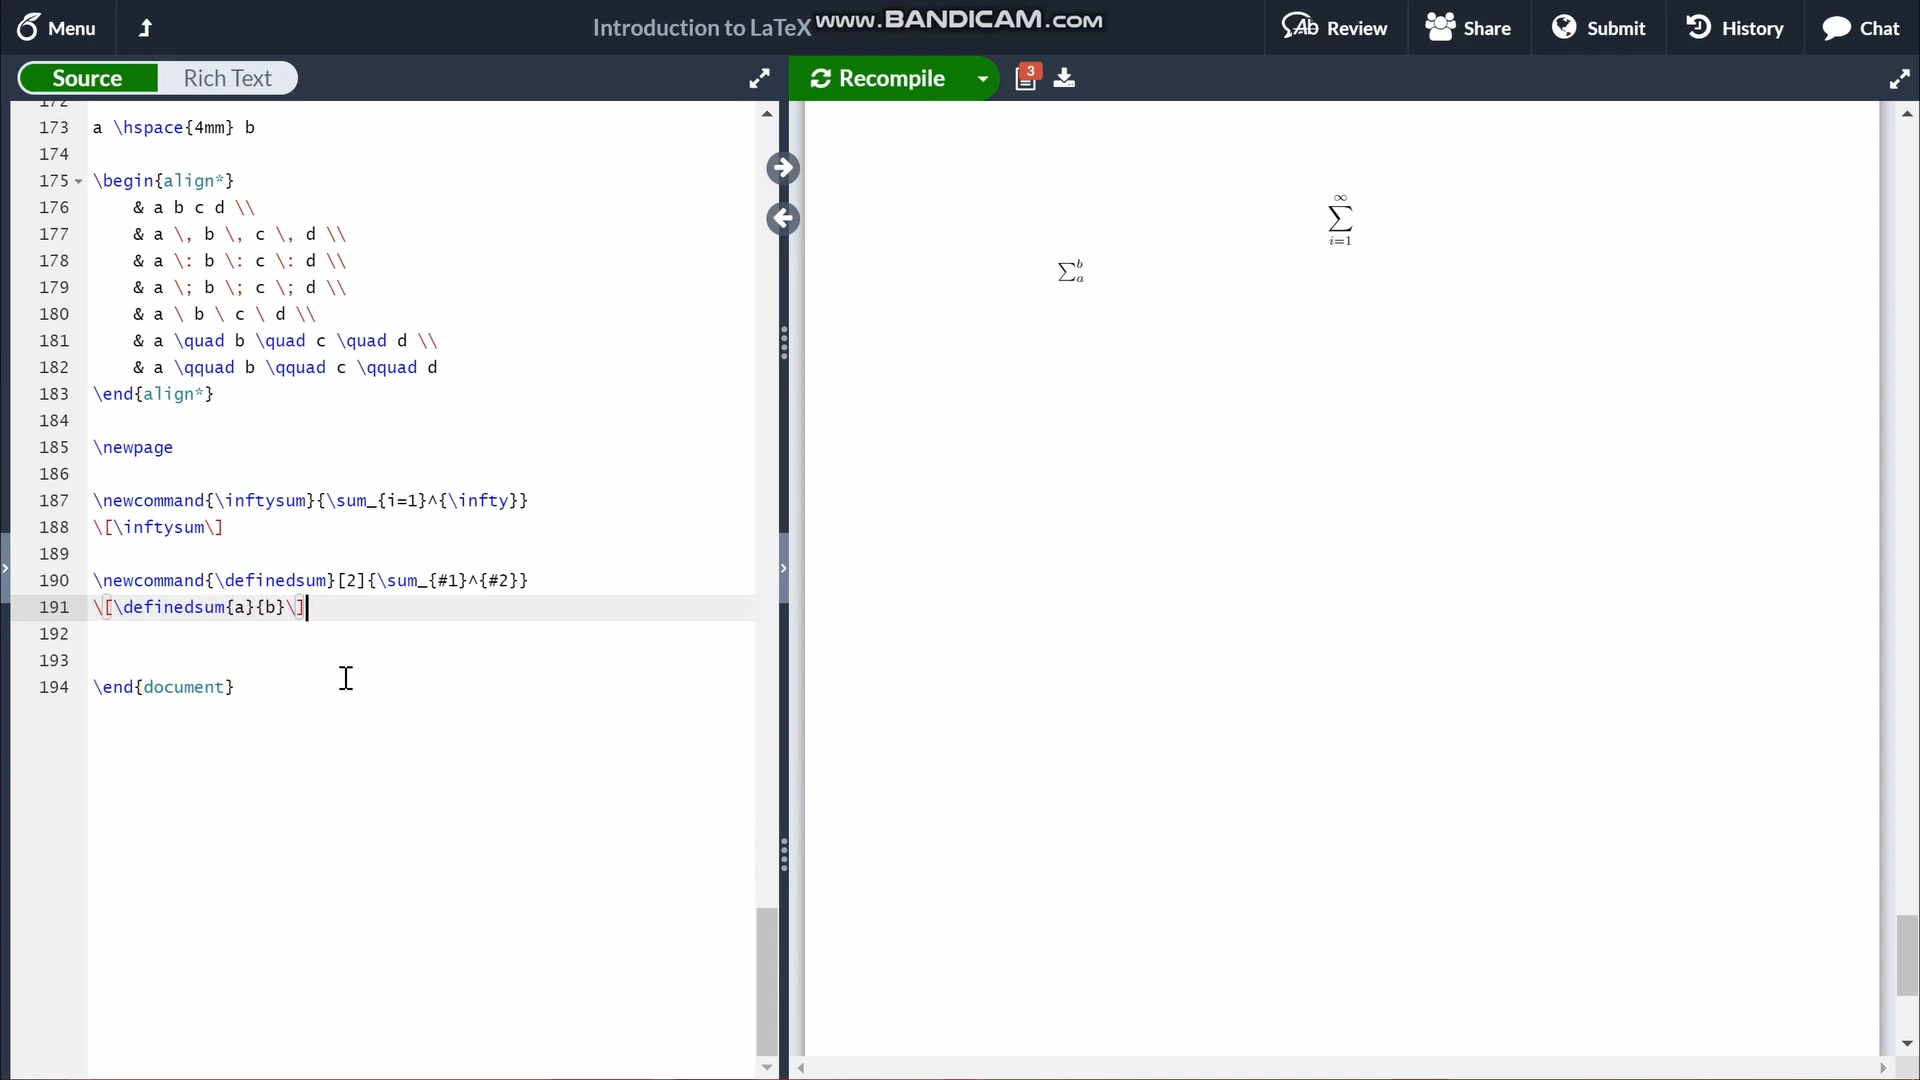 Menu
Introduction to LaTeX
www.BANDICAM.com
Review
Share
Submit
History
Chat
Source
Rich Text
Recompile
3
172
173 a \hspace{4mm} b
174
175 \begin{align*}
176 & a b c d \\
177 & a \, b \, c \, d \\
178 & a \: b \: c \: d \\
179 & a \; b \; c \; d \\
180 & a \ b \ c \ d \\
181 & a \quad b \quad c \quad d \\
182 & a \qquad b \qquad c \qquad d
183 \end{align*}
184
185 \newpage
186
187 \newcommand{\inftysum}{\sum_{i=1}^{\infty}}
188 \[\inftysum\]
189
190 \newcommand{\definedsum}[2]{\sum_{#1}^{#2}}
191 \[\definedsum{a}{b}\]
192
193
194 \end{document}
∞
∑
i=1
b
∑
a